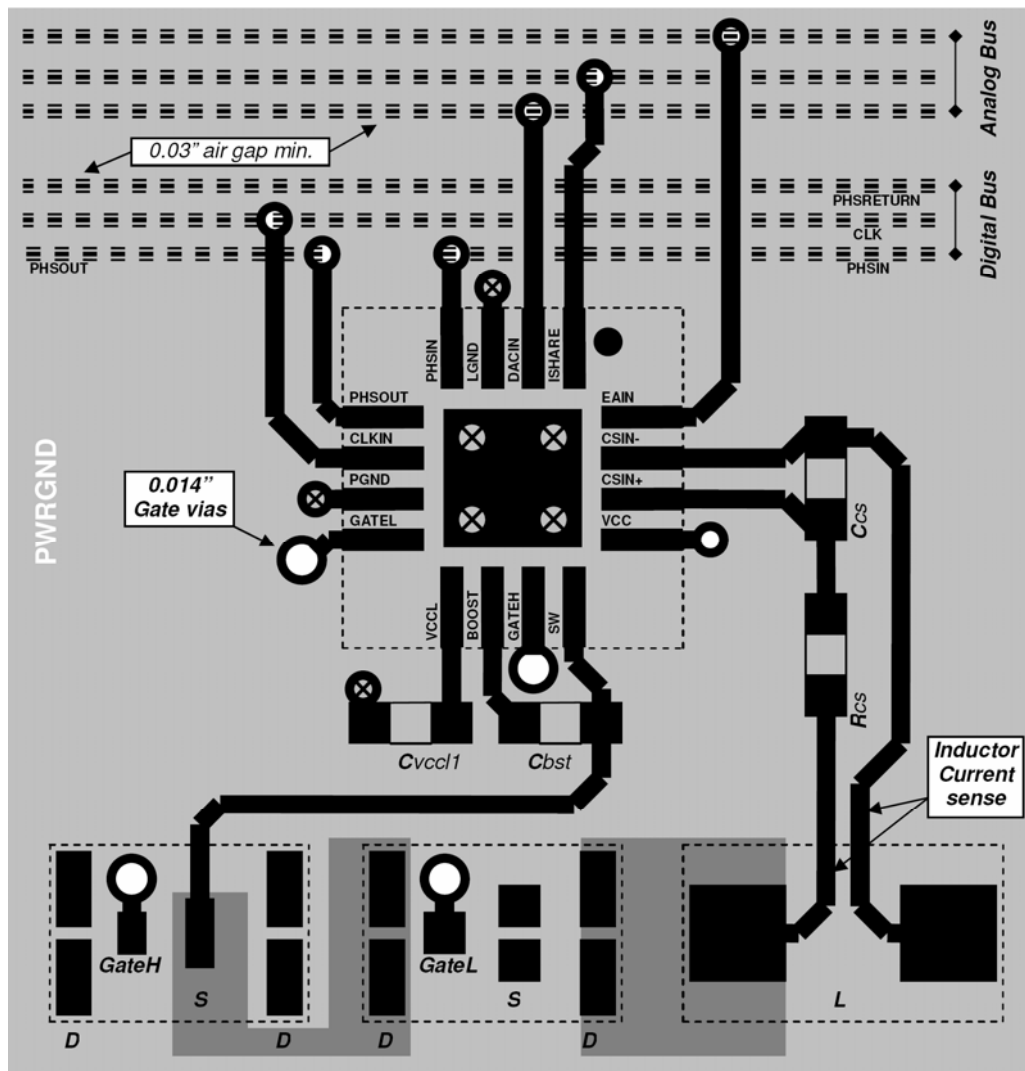 Analog Bus
0.03" air gap min.
PHSRETURN
CLK
Digital Bus
PHSOUT
PHSIN
PHSIN
LGND
DACIN
ISHARE
PHSOUT
EAIN
CLKIN
CSIN-
PGND
CSIN+
GATEL
VCC
PWRGND
0.014"
Gate vias
Ccs
VCCL
BOOST
GATEH
SW
Rcs
Cvccl1
Cbst
Inductor
Current
sense
GateH
GateL
S
S
L
D
D
D
D